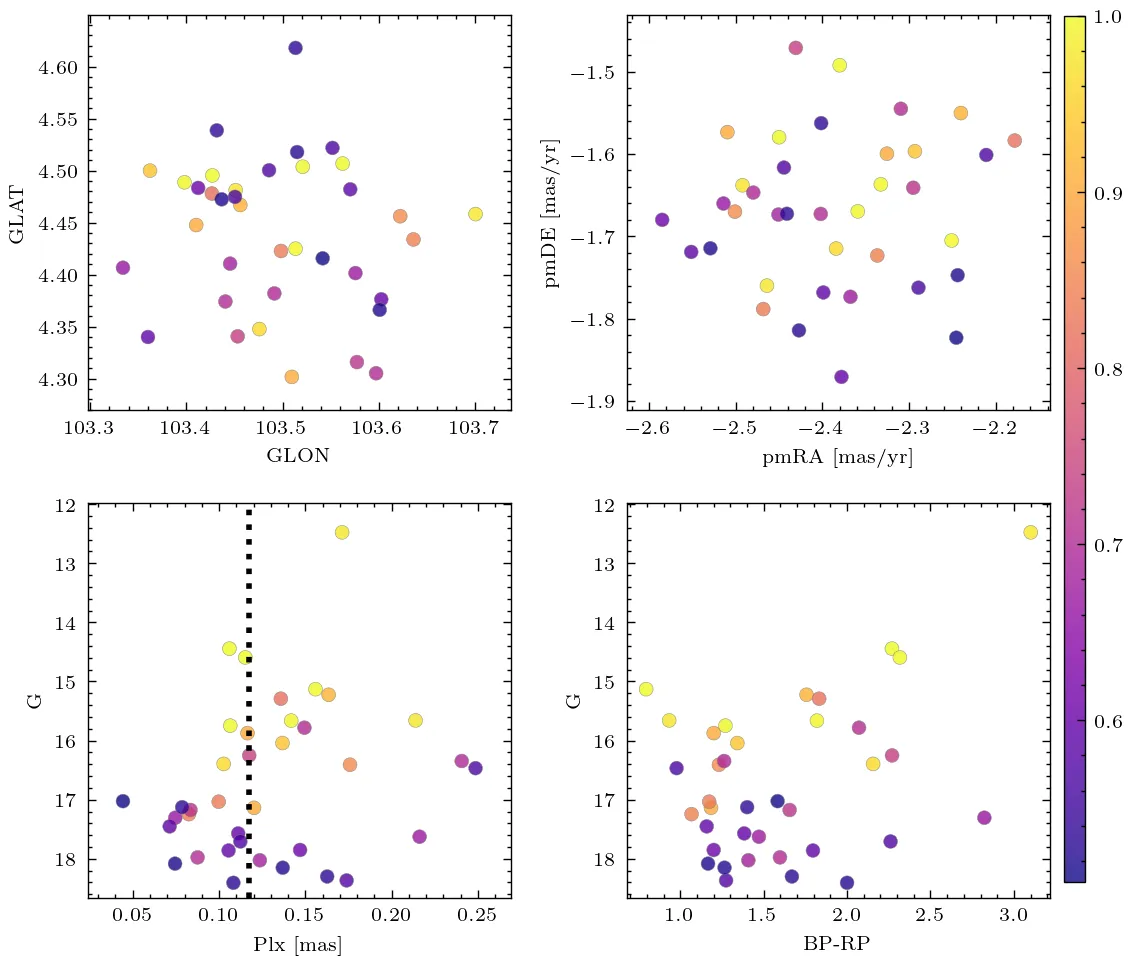 4.60
4.55
4.50
4.45
4.40
4.35
4.30
GLAT
103.3 103.4 103.5 103.6 103.7
GLON
−1.5
−1.6
−1.7
−1.8
−1.9
pmDE [mas/yr]
−2.6 −2.5 −2.4 −2.3 −2.2
pmRA [mas/yr]
1.0
0.9
0.8
0.7
0.6
12
13
14
15
16
17
18
G
0.05 0.10 0.15 0.20 0.25
Plx [mas]
12
13
14
15
16
17
18
G
1.0 1.5 2.0 2.5 3.0
BP-RP